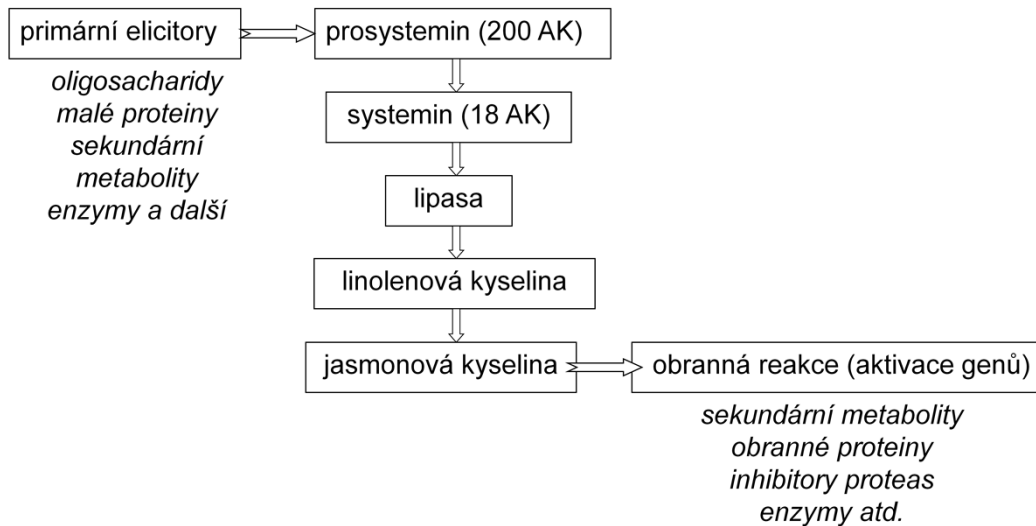 primární elicitory
oligosacharidy
malé proteiny
sekundární
metabolity
enzymy a další
prosystemin (200 AK)
systemin (18 AK)
lipasa
linolenová kyselina
jasmonová kyselina
obranná reakce (aktivace genů)
sekundární metabolity
obranné proteiny
inhibitory proteas
enzymy atd.